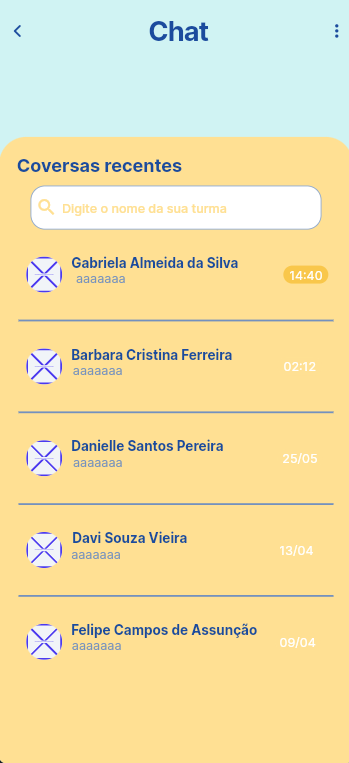 Chat
Coversas recentes
Digite o nome da sua turma
Gabriela Almeida da Silva
aaaaaaa
14:40
Barbara Cristina Ferreira
aaaaaaa
02:12
Danielle Santos Pereira
aaaaaaa
25/05
Davi Souza Vieira
aaaaaaa
13/04
Felipe Campos de Assunção
aaaaaaa
09/04